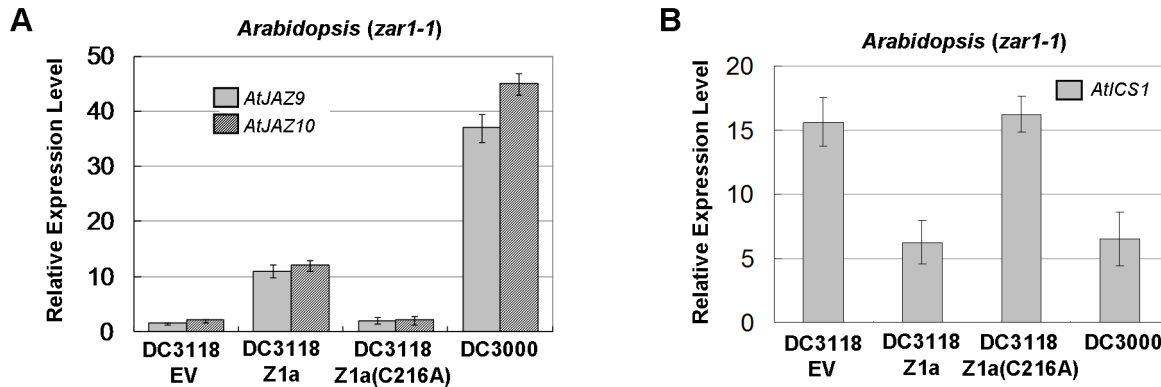 A
Arabidopsis (zar1-1)
Relative Expression Level
50
40
30
20
10
0
AtJAZ9
AtJAZ10
DC3118 EV
DC3118 Z1a
DC3118 Z1a(C216A)
DC3000
B
Arabidopsis (zar1-1)
Relative Expression Level
20
15
10
5
0
AtICS1
DC3118 EV
DC3118 Z1a
DC3118 Z1a(C216A)
DC3000